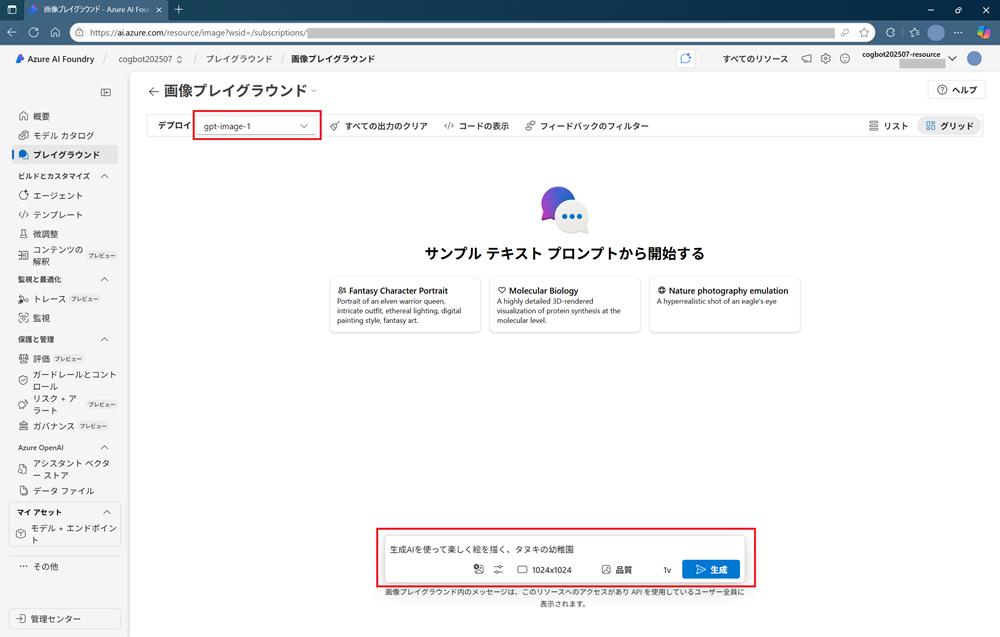 画像プレイグラウンド - Azure AI Foun
https://ai.azure.com/resource/image?wsid=/subscriptions/
Azure AI Foundry / cogbot202507 / プレイグラウンド / 画像プレイグラウンド
すべてのリソース
cogbot202507-resource
画像プレイグラウンド
ヘルプ
デプロイ gpt-image-1 すべての出力のクリア コードの表示 フィードバックのフィルター リスト グリッド
概要
モデル カタログ
プレイグラウンド
ビルドとカスタマイズ
エージェント
テンプレート
微調整
コンテンツの
解釈 プレビュー
監視と最適化
トレース プレビュー
監視
保護と管理
評価 プレビュー
ガードレールとコント
ロール
リスク + ア
ラート プレビュー
ガバナンス プレビュー
Azure OpenAI
アシスタント ベクタ
ー ストア
データ ファイル
マイ アセット
モデル + エンドポイン
ト
その他
管理センター
サンプル テキスト プロンプトから開始する
Fantasy Character Portrait
Portrait of an elven warrior queen,
intricate outfit, ethereal lighting, digital
painting style, fantasy art.
Molecular Biology
A highly detailed 3D-rendered
visualization of protein synthesis at the
molecular level.
Nature photography emulation
A hyperrealistic shot of an eagle's eye
生成AIを使って楽しく絵を描く、タヌキの幼稚園
1024x1024 品質 1v 生成
画像プレイグラウンド内のメッセージは、このリソースへのアクセスがあり API を使用しているユーザー全員に
表示されます。